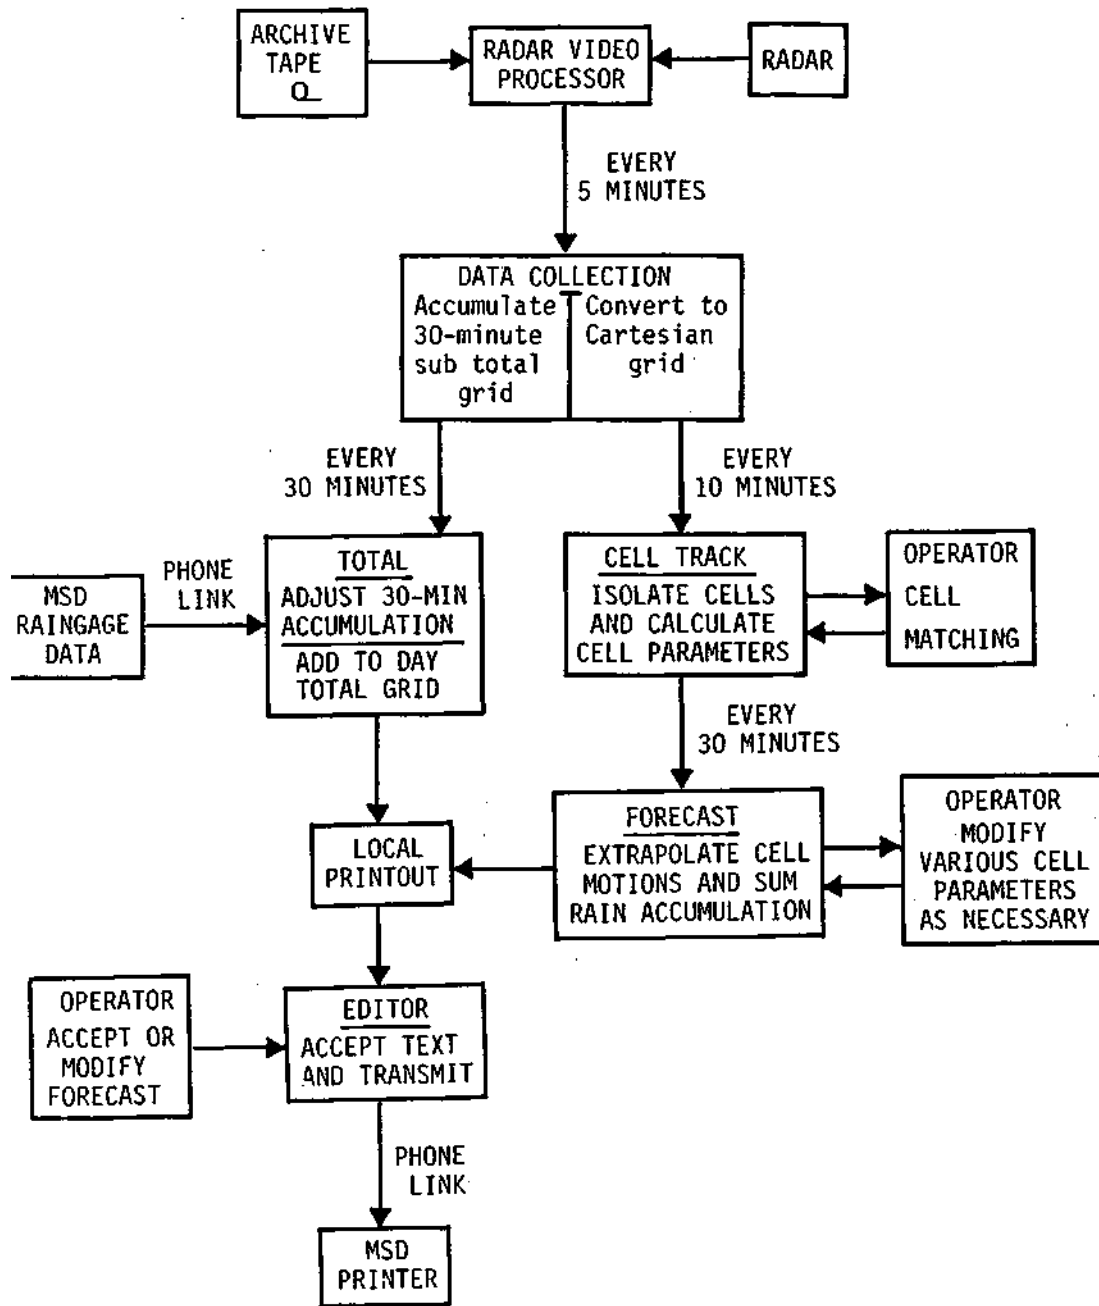 ARCHIVE
TAPE
RADAR VIDEO
PROCESSOR
RADAR
EVERY
5 MINUTES
DATA COLLECTION
Accumulate
30-minute
sub total
grid
Convert to
Cartesian
grid
EVERY
30 MINUTES
EVERY
10 MINUTES
MSD
RAINGAGE
DATA
PHONE
LINK
TOTAL
ADJUST 30-MIN
ACCUMULATION
ADD TO DAY
TOTAL GRID
CELL TRACK
ISOLATE CELLS
AND CALCULATE
CELL PARAMETERS
OPERATOR
CELL
MATCHING
EVERY
30 MINUTES
LOCAL
PRINTOUT
FORECAST
EXTRAPOLATE CELL
MOTIONS AND SUM
RAIN ACCUMULATION
OPERATOR
MODIFY
VARIOUS CELL
PARAMETERS
AS NECESSARY
OPERATOR
ACCEPT OR
MODIFY
FORECAST
EDITOR
ACCEPT TEXT
AND TRANSMIT
PHONE
LINK
MSD
PRINTER